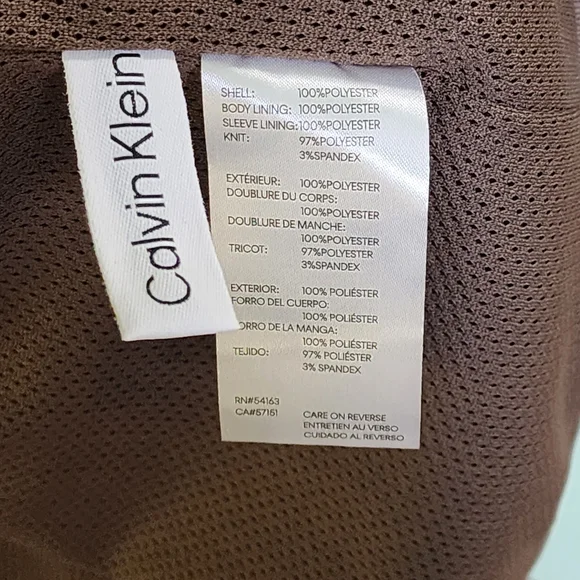 Calvin Klein
SHELL: 100%POLYESTER
BODY LINING: 100%POLYESTER
SLEEVE LINING:100%POLYESTER
KNIT: 97%POLYESTER
3%SPANDEX
EXTÉRIEUR: 100%POLYESTER
DOUBLURE DU CORPS:
100%POLYESTER
DOUBLURE DE MANCHE:
100%POLYESTER
TRICOT: 97%POLYESTER
3%SPANDEX
EXTERIOR: 100% POLIÉSTER
FORRO DEL CUERPO:
100% POLIÉSTER
FORRO DE LA MANGA:
100% POLIÉSTER
TEJIDO: 97% POLIÉSTER
3% SPANDEX
RN#54163
CA#57151 CARE ON REVERSE
ENTRETIEN AU VERSO
CUIDADO AL REVERSO